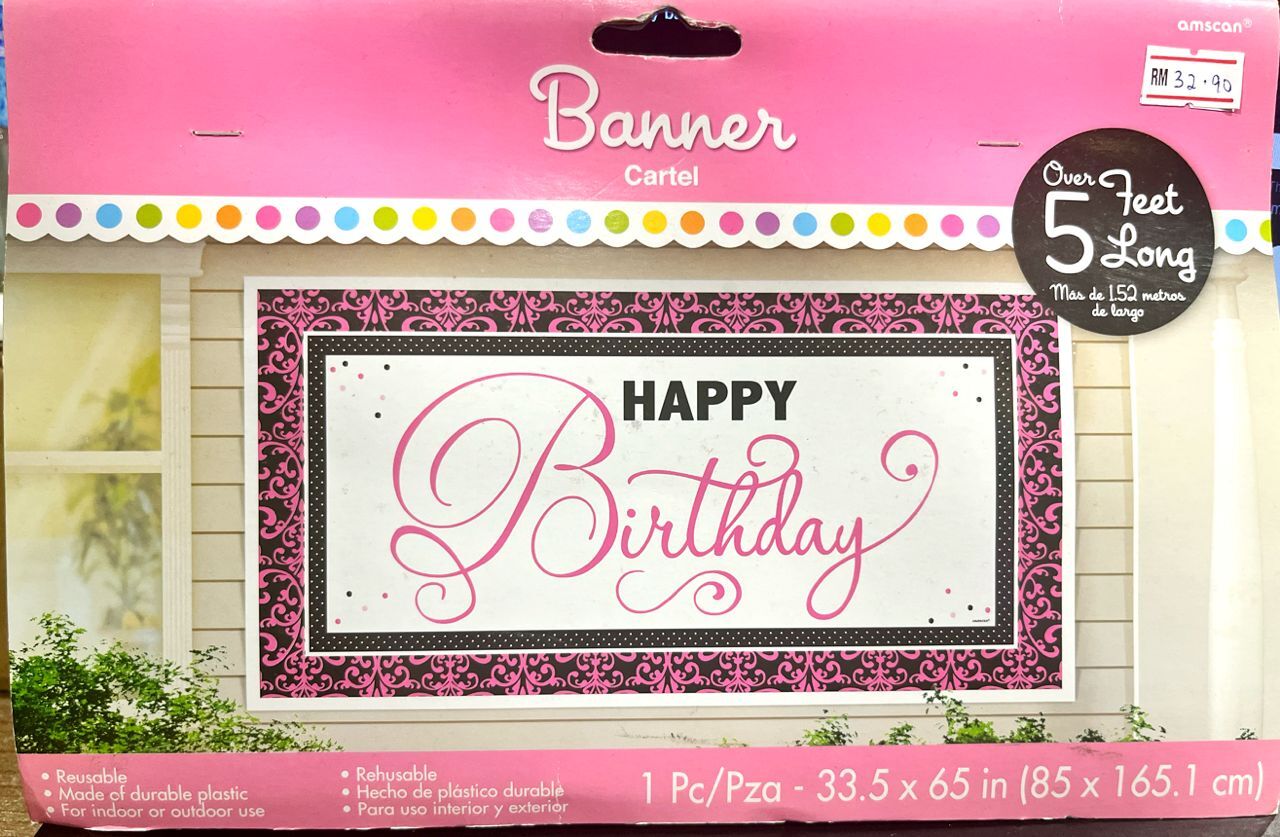 amscan®
RM 32.90
Banner
Cartel
Over
5 Feet
Long
Más de 1.52 metros
de largo
HAPPY
Birthday
• Reusable
• Made of durable plastic
• For indoor or outdoor use
• Rehusable
• Hecho de plástico durable
• Para uso interior y exterior
1 Pc/Pza - 33.5 x 65 in (85 x 165.1 cm)